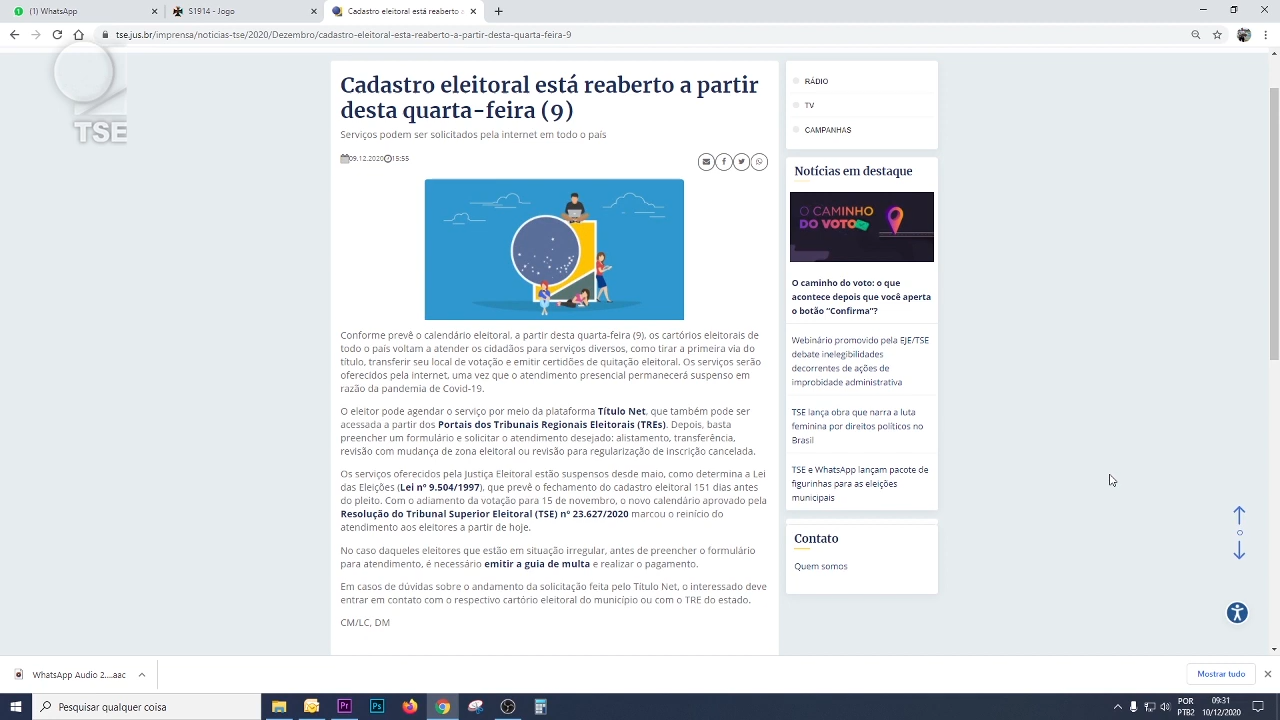 (1) WhatsApp
S1914 - Jogo
Cadastro eleitoral está reaberto a
tse.jus.br/imprensa/noticias-tse/2020/Dezembro/cadastro-eleitoral-esta-reaberto-a-partir-desta-quarta-feira-9
TSE
Cadastro eleitoral está reaberto a partir
desta quarta-feira (9)
Serviços podem ser solicitados pela internet em todo o país
09.12.2020 15:55
Conforme prevê o calendário eleitoral, a partir desta quarta-feira (9), os cartórios eleitorais de
todo o país voltam a atender os cidadãos para serviços diversos, como tirar a primeira via do
título, transferir seu local de votação e emitir certidões de quitação eleitoral. Os serviços serão
oferecidos pela internet, uma vez que o atendimento presencial permanecerá suspenso em
razão da pandemia de Covid-19.
O eleitor pode agendar o serviço por meio da plataforma Título Net, que também pode ser
acessada a partir dos Portais dos Tribunais Regionais Eleitorais (TREs). Depois, basta
preencher um formulário e solicitar o atendimento desejado: alistamento, transferência,
revisão com mudança de zona eleitoral ou revisão para regularização de inscrição cancelada.
Os serviços oferecidos pela Justiça Eleitoral estão suspensos desde maio, como determina a Lei
das Eleições (Lei nº 9.504/1997), que prevê o fechamento do cadastro eleitoral 151 dias antes
do pleito. Com o adiamento da votação para 15 de novembro, o novo calendário aprovado pela
Resolução do Tribunal Superior Eleitoral (TSE) nº 23.627/2020 marcou o reinício do
atendimento aos eleitores a partir de hoje.
No caso daqueles eleitores que estão em situação irregular, antes de preencher o formulário
para atendimento, é necessário emitir a guia de multa e realizar o pagamento.
Em casos de dúvidas sobre o andamento da solicitação feita pelo Título Net, o interessado deve
entrar em contato com o respectivo cartório eleitoral do município ou com o TRE do estado.
CM/LC, DM
RÁDIO
TV
CAMPANHAS
Notícias em destaque
O CAMINHO
DO VOTO
O caminho do voto: o que
acontece depois que você aperta
o botão “Confirma”?
Webinário promovido pela EJE/TSE
debate inelegibilidades
decorrentes de ações de
improbidade administrativa
TSE lança obra que narra a luta
feminina por direitos políticos no
Brasil
TSE e WhatsApp lançam pacote de
figurinhas para as eleições
municipais
Contato
Quem somos
WhatsApp Audio 2....aac
Mostrar tudo
Pesquisar qualquer coisa
Pr
Ps
POR
PTB2
09:31
10/12/2020